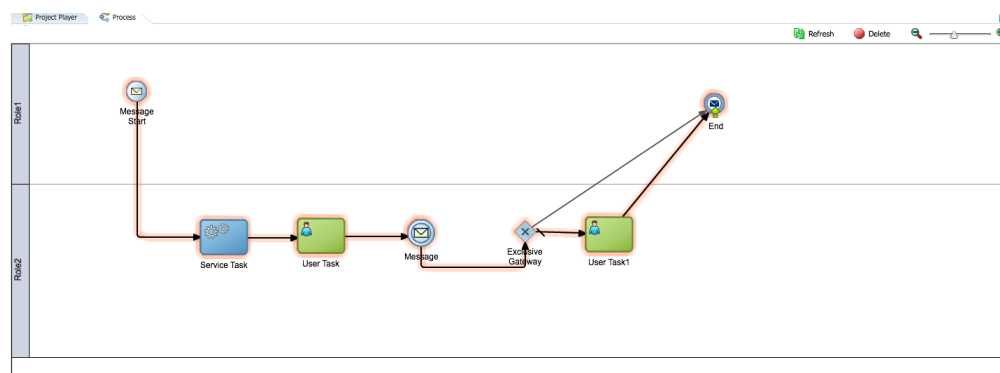 Project Player
Process
Refresh
Delete
Role1
Message
Start
End
Role2
Service Task
User Task
Message
Exclusive
Gateway
User Task1